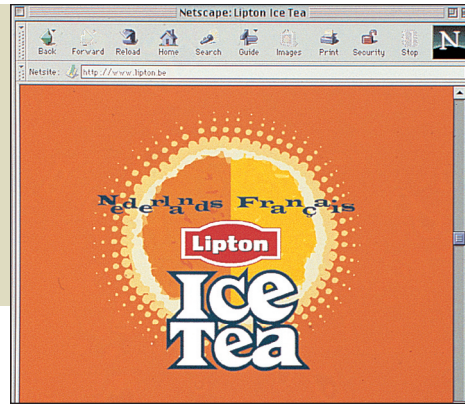 Netscape: Lipton Ice Tea
Back Forward Reload Home Search Guide Images Print Security Stop
N
Netsite: http://www.lipton.be
Nederlands Français
Lipton
Ice
Tea